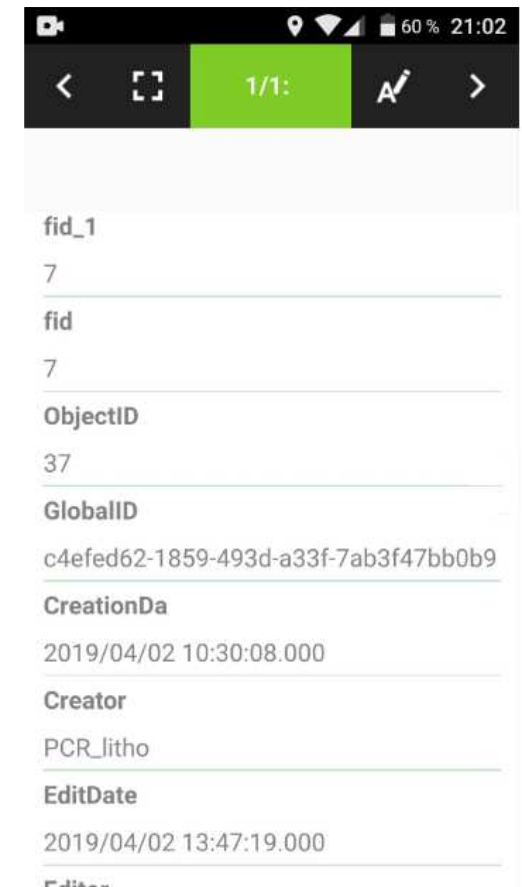 60 % 21:02
1/1:
fid_1
7
fid
7
ObjectID
37
GlobalID
c4efed62-1859-493d-a33f-7ab3f47bb0b9
CreationDa
2019/04/02 10:30:08.000
Creator
PCR_litho
EditDate
2019/04/02 13:47:19.000
Editor